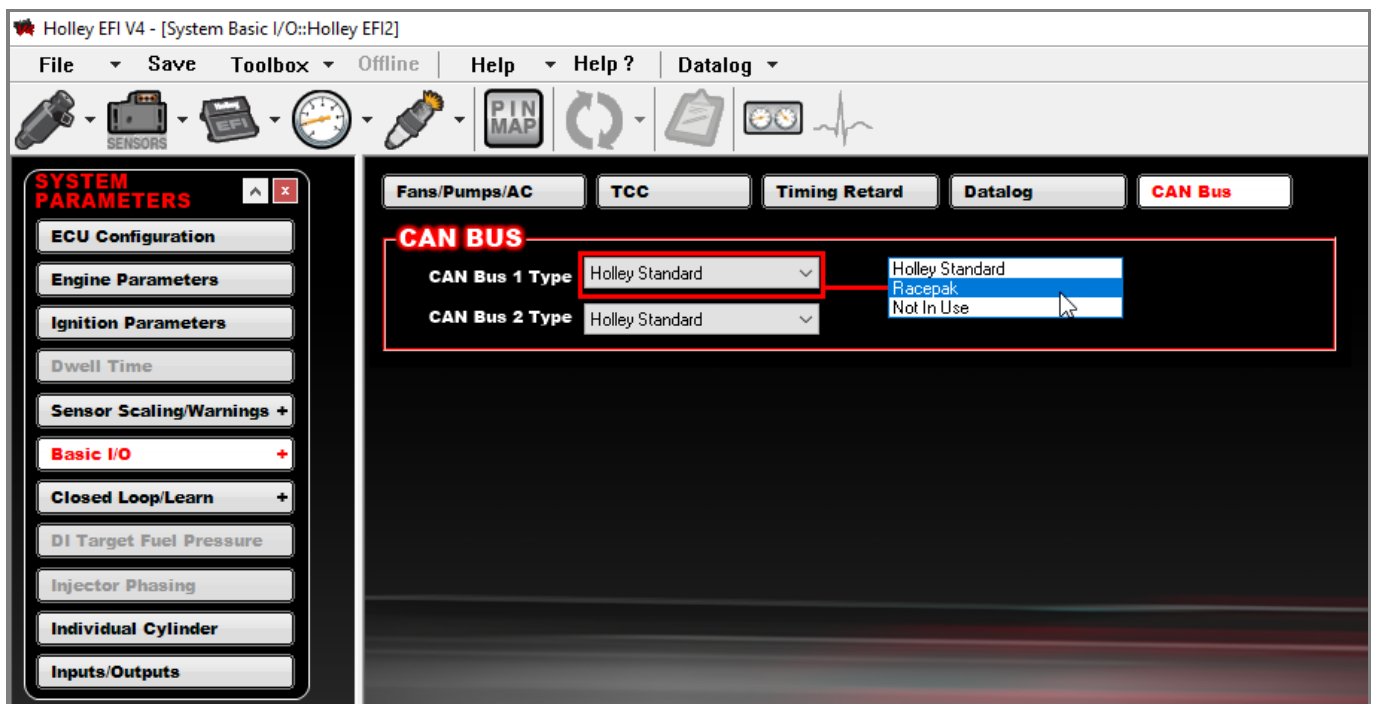 Holley EFI V4 - [System Basic I/O::Holley EFI2]
File Save Toolbox Offline Help Help ? Datalog
SENSORS
Holley
EFI
PIN
MAP
SYSTEM
PARAMETERS
x
ECU Configuration
Engine Parameters
Ignition Parameters
Dwell Time
Sensor Scaling/Warnings +
Basic I/O +
Closed Loop/Learn +
DI Target Fuel Pressure
Injector Phasing
Individual Cylinder
Inputs/Outputs
Fans/Pumps/AC TCC Timing Retard Datalog CAN Bus
CAN BUS
CAN Bus 1 Type Holley Standard
CAN Bus 2 Type Holley Standard
Holley Standard
Racepak
Not In Use